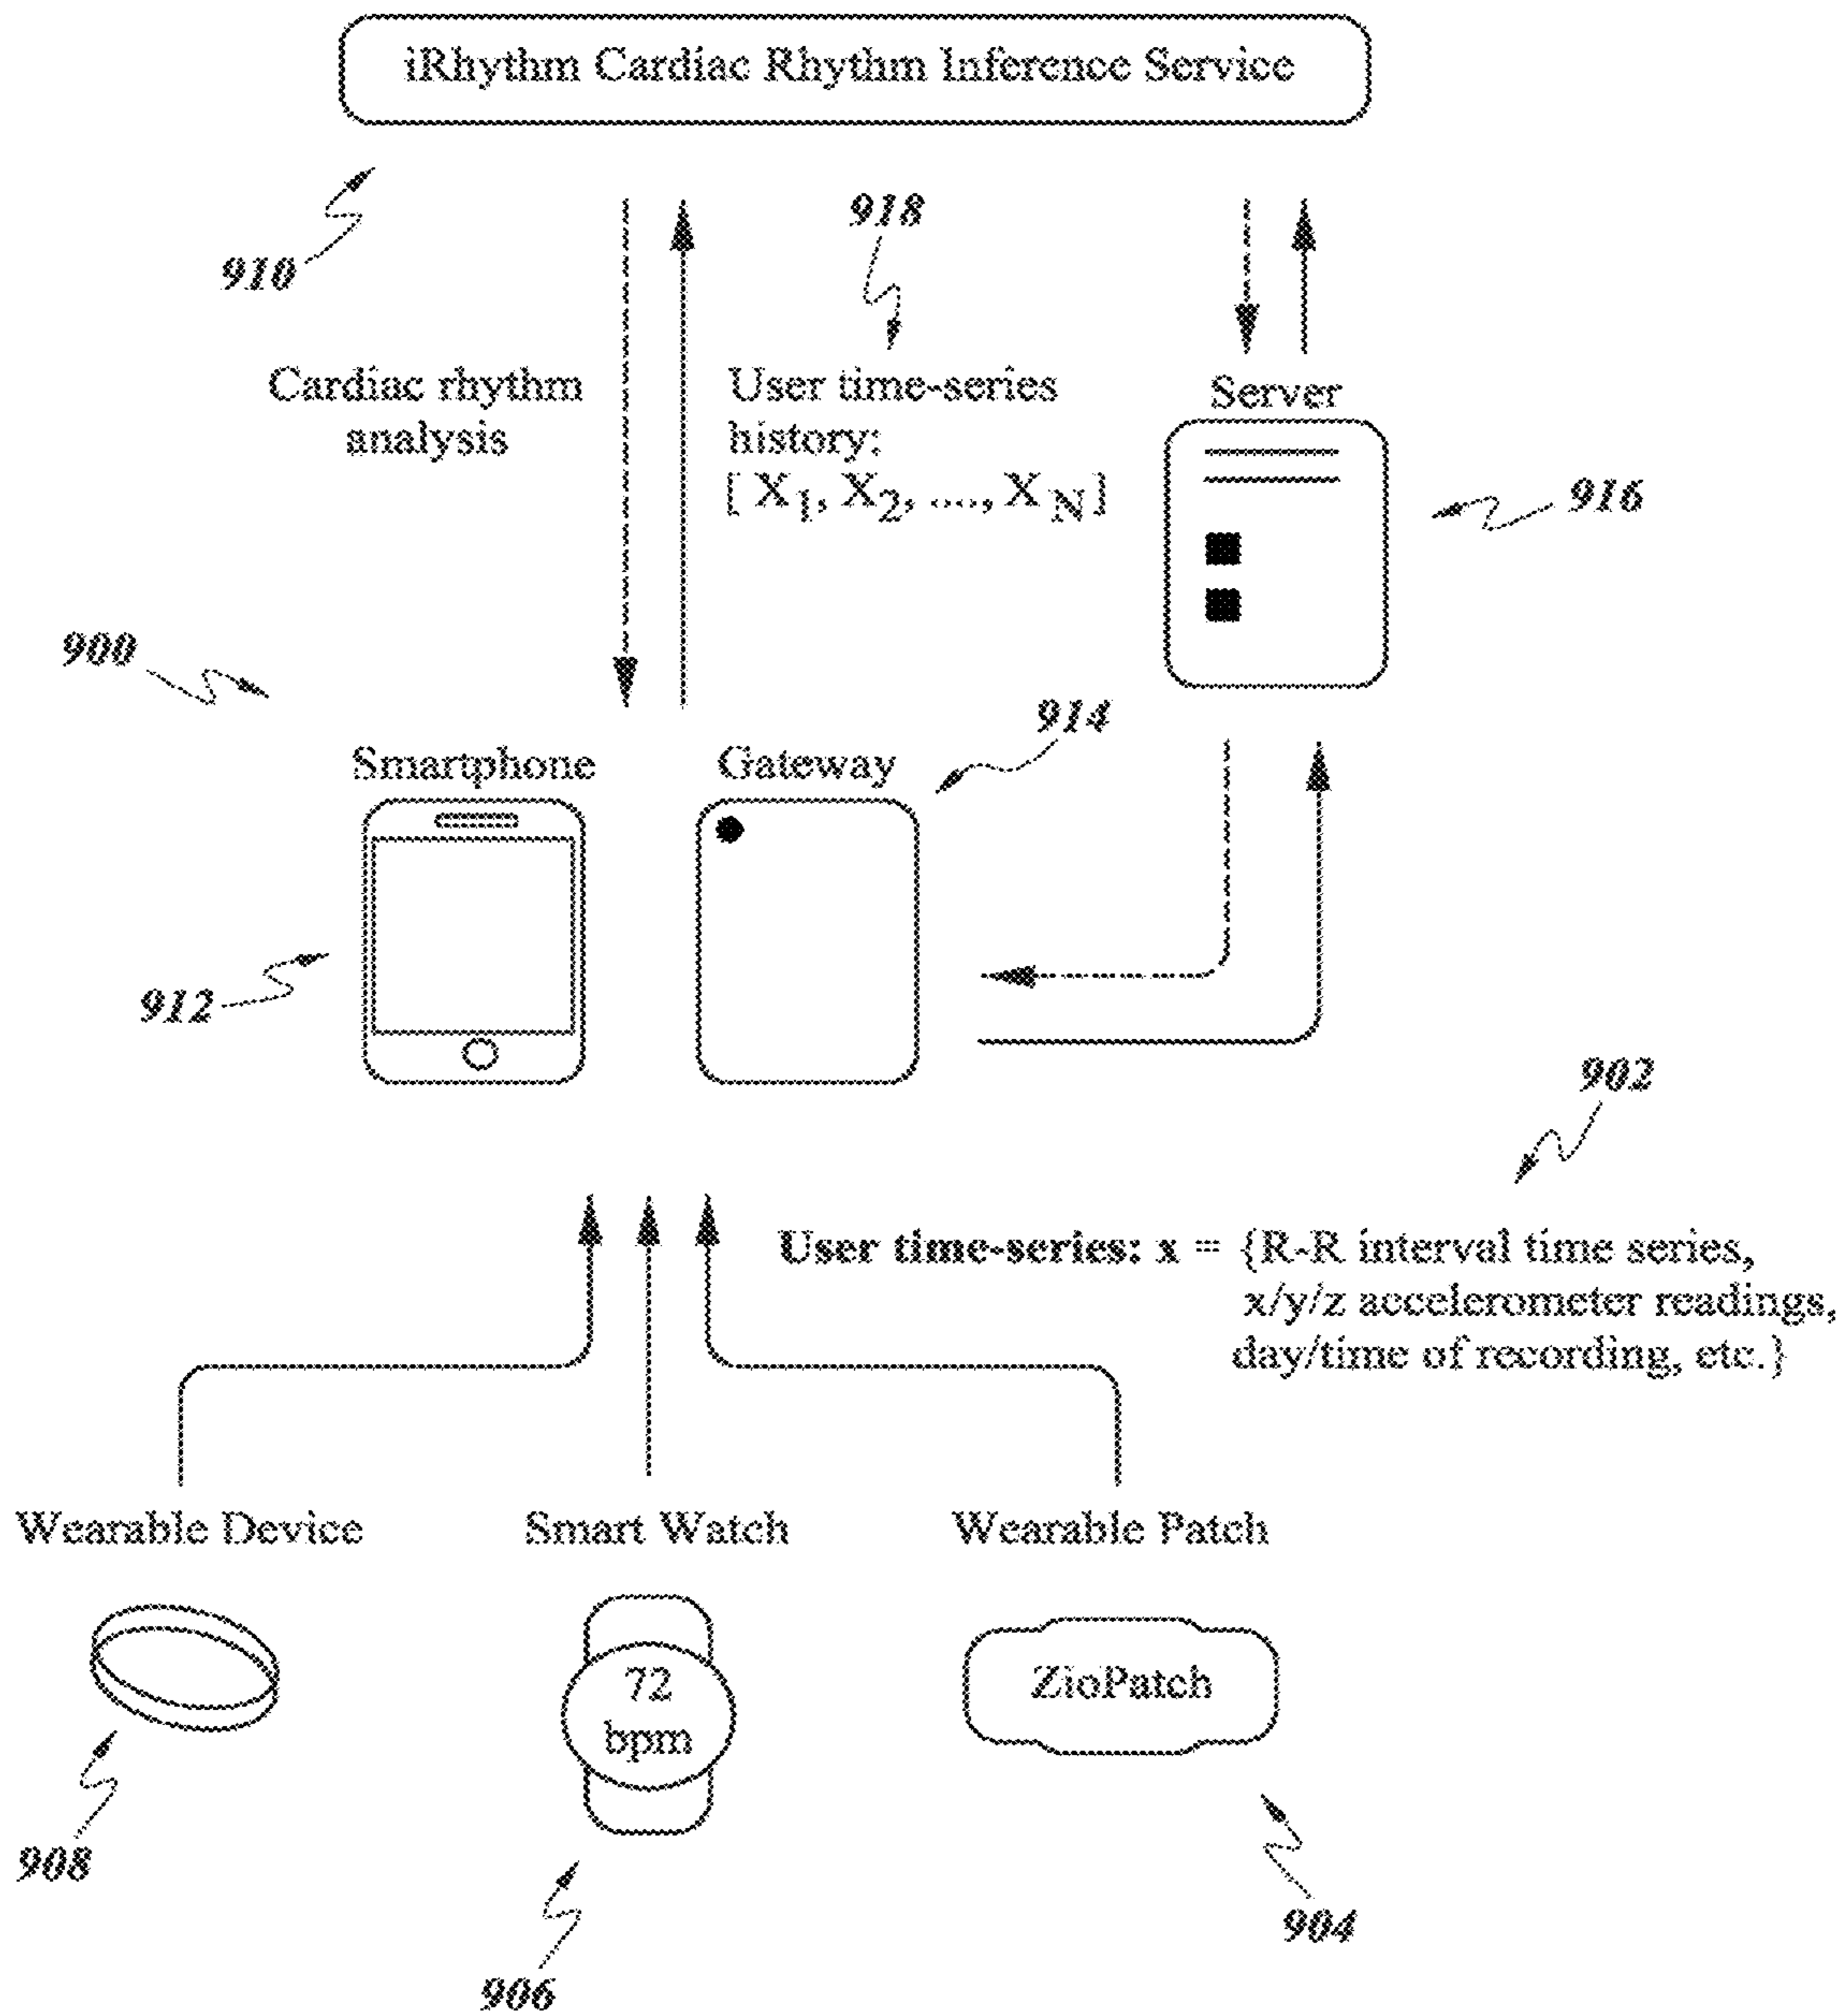 iRhythm Cardiac Rhythm Inference Service
910
918
Cardiac rhythm
analysis
User time-series
history:
[ X1, X2, ..., X N ]
Server
916
900
914
Smartphone
Gateway
912
902
User time-series: x = {R-R interval time series,
x/y/z accelerometer readings,
day/time of recording, etc.}
Wearable Device
Smart Watch
Wearable Patch
72
bpm
ZioPatch
908
906
904